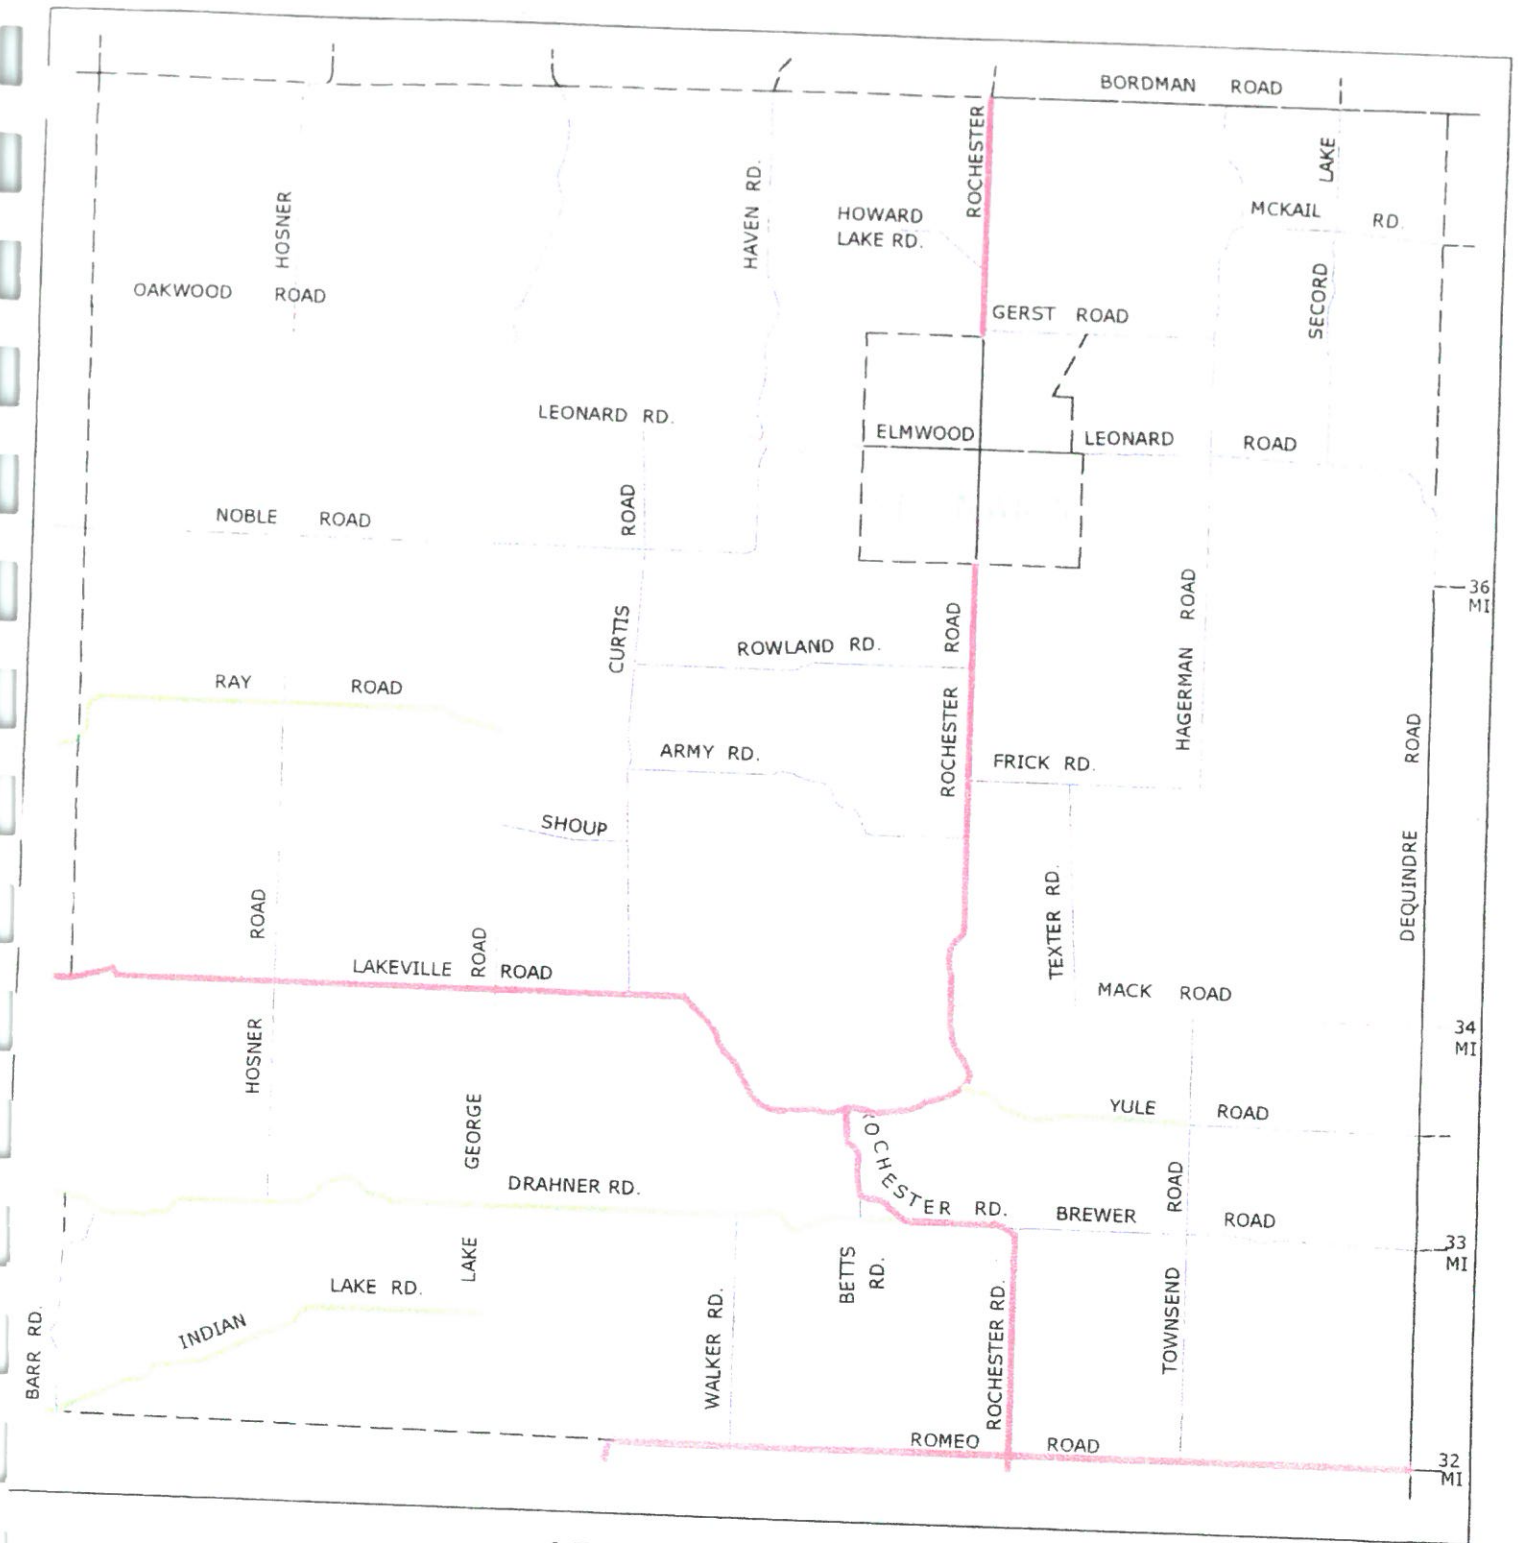 BORDMAN ROAD
ROCHESTER
LAKE
HOSNER
HAVEN RD.
HOWARD
LAKE RD.
MCKAIL RD.
OAKWOOD ROAD
SECORD
GERST ROAD
LEONARD RD.
ELMWOOD
LEONARD ROAD
NOBLE ROAD
ROAD
CURTIS
36
MI
ROWLAND RD.
ROAD
HAGERMAN ROAD
RAY ROAD
ROCHESTER
ARMY RD.
FRICK RD.
ROAD
SHOUP
DEQUINDRE
ROAD
TEXTER RD.
LAKEVILLE ROAD
ROAD
MACK ROAD
HOSNER
34
MI
GEORGE
YULE ROAD
ROCHESTER RD.
DRAHNER RD.
ROAD
BREWER ROAD
33
MI
LAKE
BETTS
RD.
LAKE RD.
INDIAN
BARR RD.
WALKER RD.
ROCHESTER RD.
TOWNSEND
ROMEO ROAD
32
MI